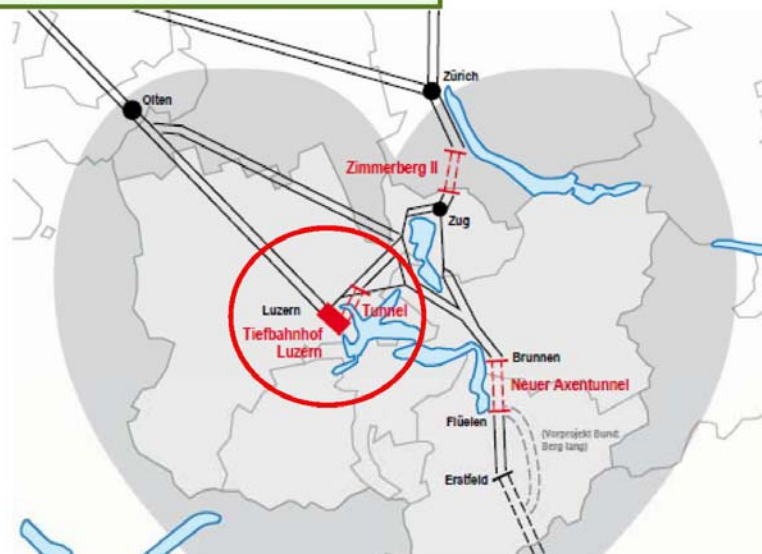 Zürich
Olten
Zimmerberg II
Zug
Luzern
Tunnel
Tiefbahnhof
Luzern
Brunnen
Neuer Axentunnel
Flüelen
(Vorprojekt Bund:
Berg lang)
Erstfeld